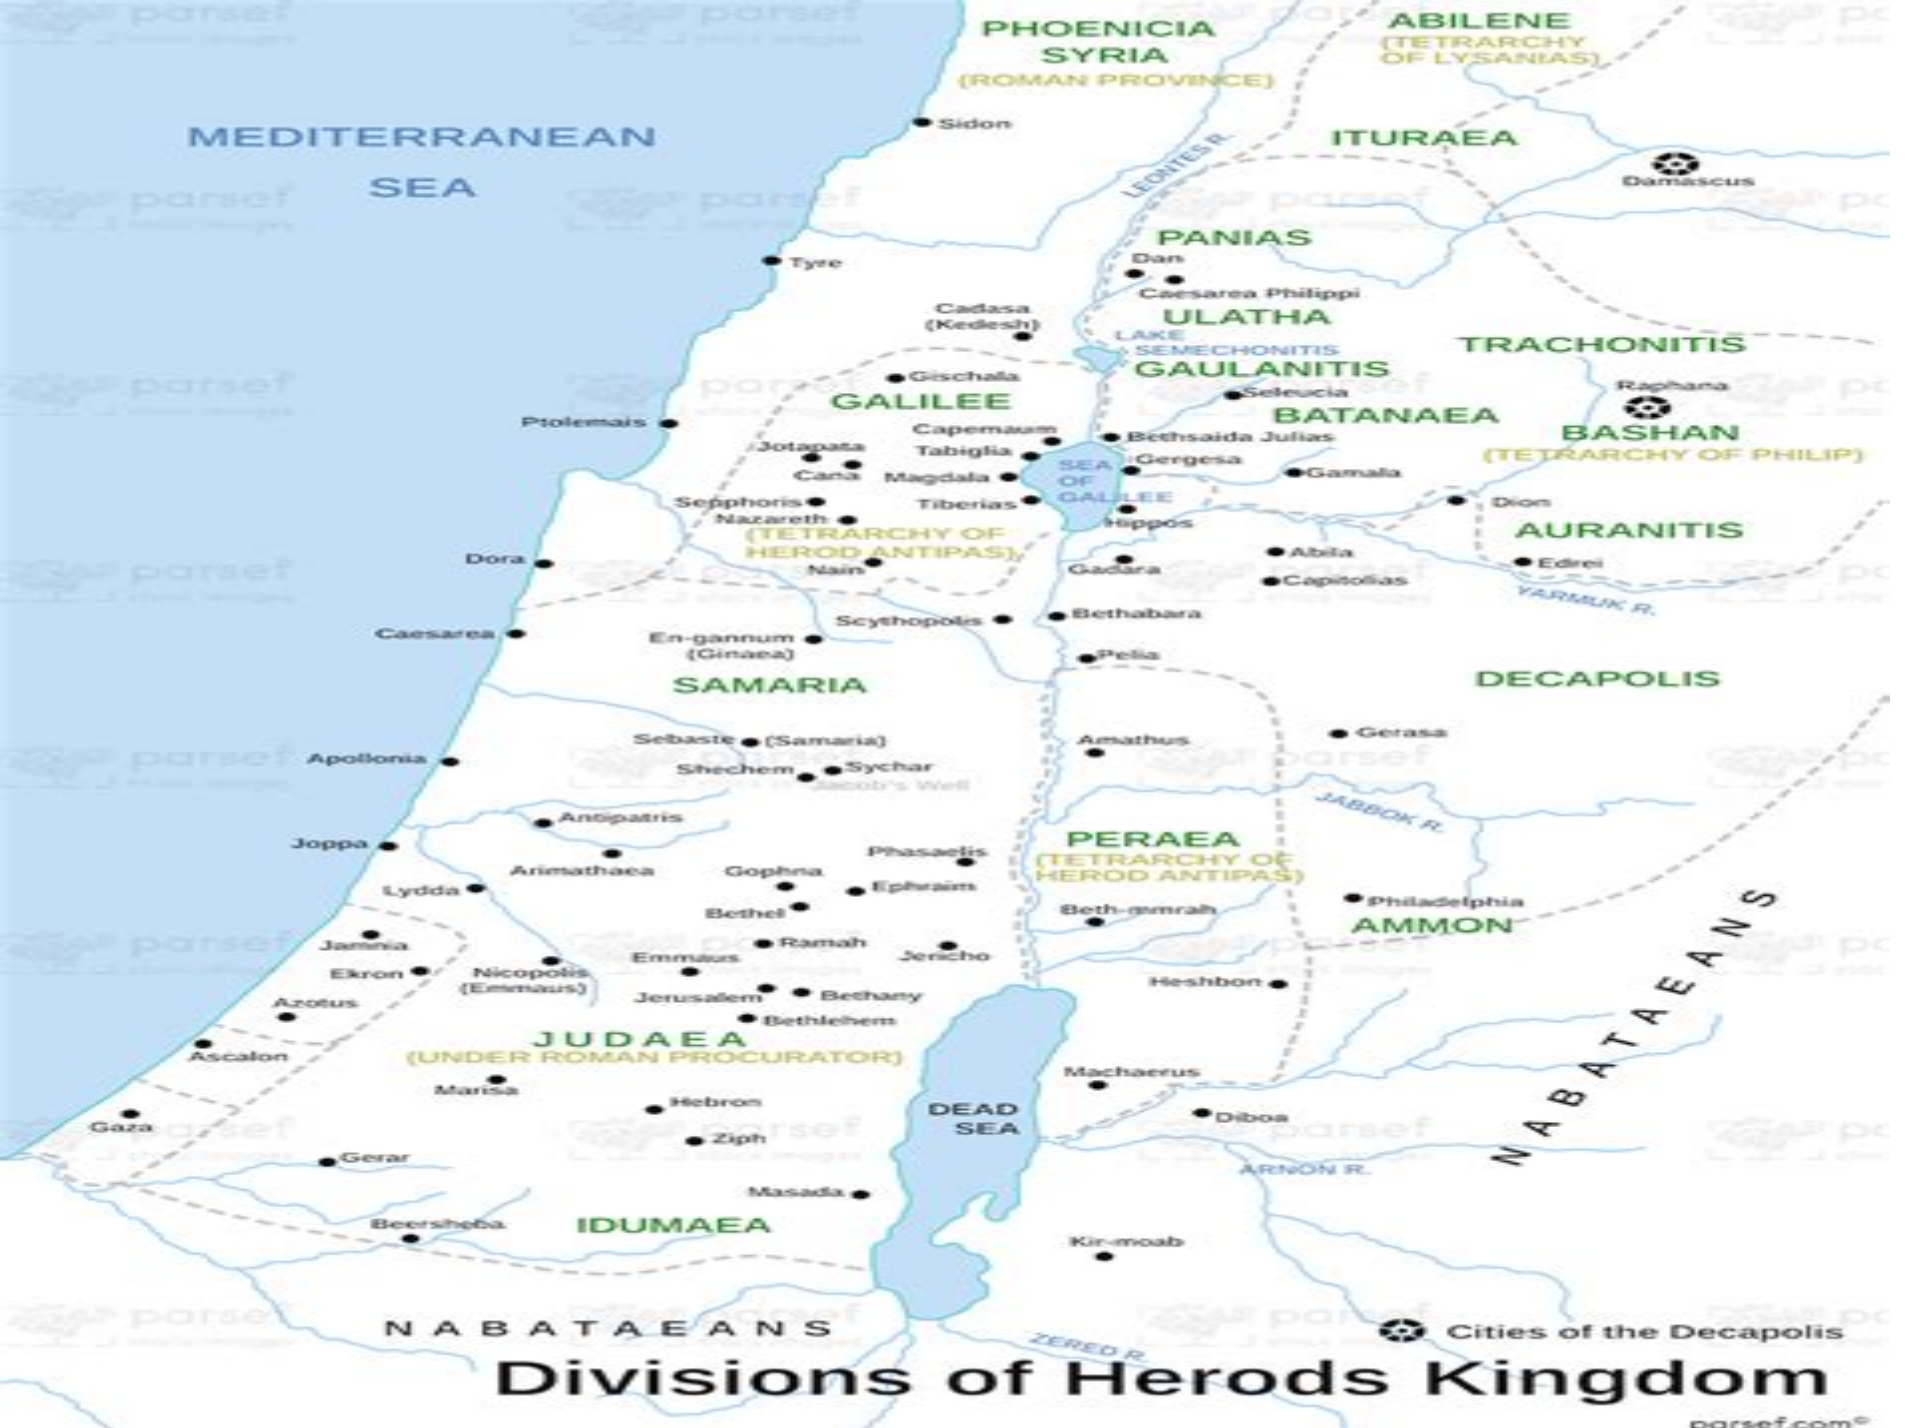 PHOENICIA
SYRIA
(ROMAN PROVINCE)
ABILENE
(TETRARCHY
OF LYSANIAS)
MEDITERRANEAN
SEA
Sidon
ITURAEA
LEONTES R.
Damascus
PANIAS
Dan
Tyre
Caesarea Philippi
Cadasa
(Kedesh)
ULATHA
LAKE
SEMECHONITIS
TRACHONITIS
GAULANITIS
Gischala
Seleucia
Raphana
GALILEE
BATANAEA
Ptolemais
Capernaum
Bethsaida Julias
BASHAN
(TETRARCHY OF PHILIP)
Jotapata
Tabiglia
SEA
OF
GALILEE
Gergesa
Cana
Magdala
Gamala
Sepphoris
Tiberias
Dion
Nazareth
Hippos
(TETRARCHY OF
HEROD ANTIPAS)
AURANITIS
Dora
Nain
Gadara
Abila
Edrei
Capitolias
YARMUK R.
Scythopolis
Bethabara
Caesarea
En-gannum
(Ginaea)
Pelia
SAMARIA
DECAPOLIS
Sebaste
(Samaria)
Amathus
Gerasa
Apollonia
Shechem
Sychar
Jacob's Well
JABBOK R.
Antipatris
Joppa
PERAEA
(TETRARCHY OF
HEROD ANTIPAS)
Phasaelis
Arimathaea
Gophna
Ephraim
Lydda
Bethel
Beth-mmrah
Philadelphia
AMMON
Jamnia
Ramah
Jericho
Ekron
Nicopolis
(Emmaus)
Emmaus
Heshbon
Azotus
Jerusalem
Bethany
Bethlehem
NABATAEANS
JUDAEA
(UNDER ROMAN PROCURATOR)
Ascalon
Marisa
Machaerus
Hebron
DEAD
SEA
Diboa
Gaza
Ziph
Gerar
ARNON R.
Masada
Beersheba
IDUMAEA
Kir-moab
NABATAEANS
ZERED R.
Cities of the Decapolis
Divisions of Herods Kingdom
parsef.com©